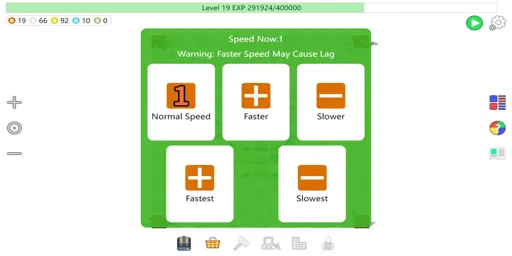 Level 19 EXP 291924/400000
19 66 92 10 0
Speed Now:1
Warning: Faster Speed May Cause Lag
1
Normal Speed Faster Slower
Fastest Slowest